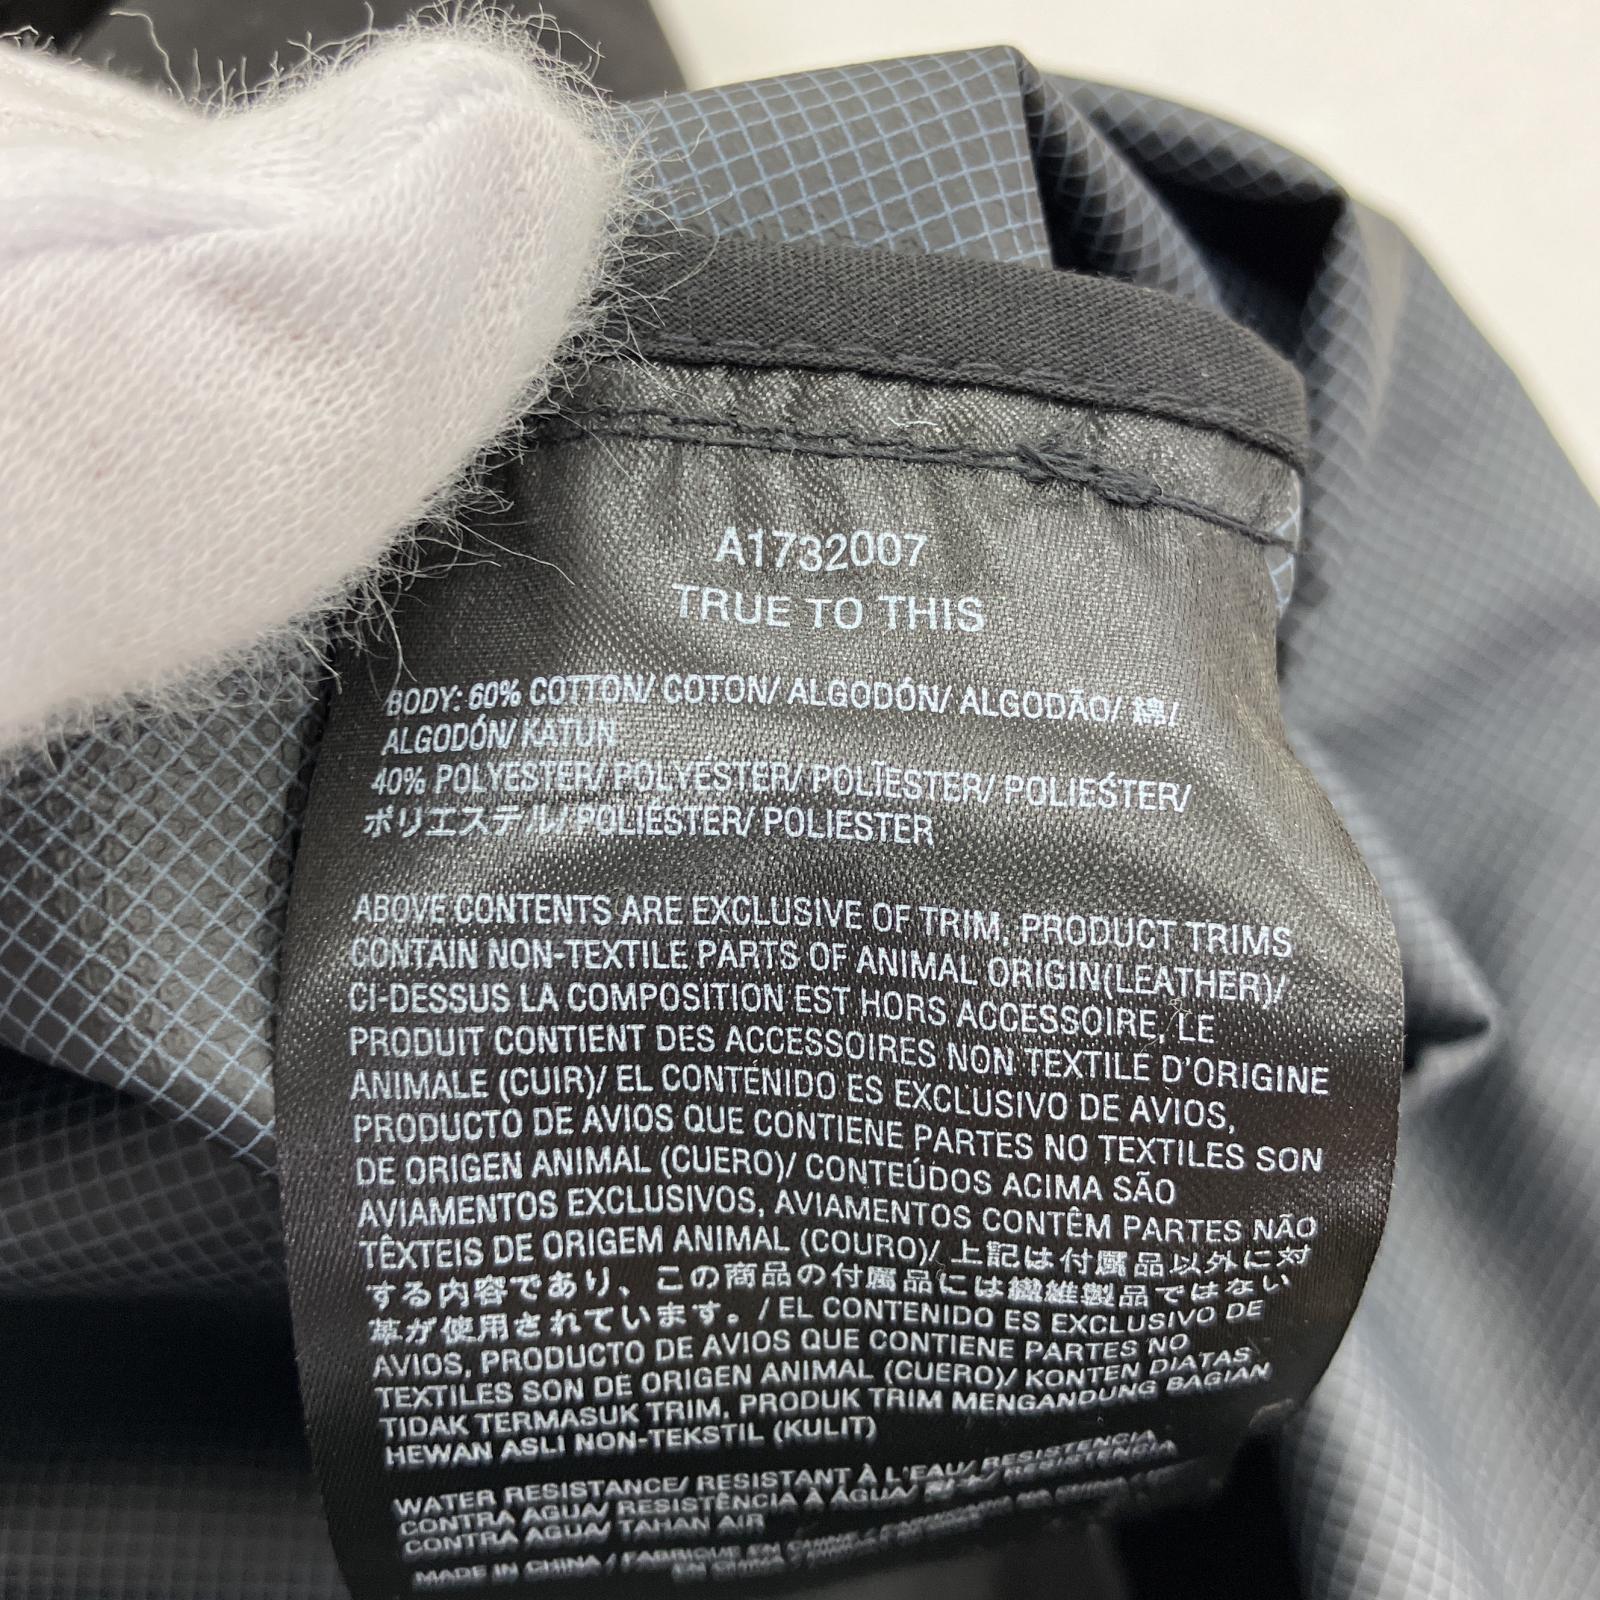 A1732007
TRUE TO THIS
BODY: 60% COTTON/ COTON/ ALGODÓN/ ALGODÃO/ 綿/
ALGODÓN/ KATUN
40% POLYESTER/ POLYÉSTER/ POLIÉSTER/ POLIÉSTER/
ポリエステル/ POLIÉSTER/ POLIESTER
ABOVE CONTENTS ARE EXCLUSIVE OF TRIM, PRODUCT TRIMS
CONTAIN NON-TEXTILE PARTS OF ANIMAL ORIGIN(LEATHER)/
CI-DESSUS LA COMPOSITION EST HORS ACCESSOIRE, LE
PRODUIT CONTIENT DES ACCESSOIRES NON TEXTILE D'ORIGINE
ANIMALE (CUIR)/ EL CONTENIDO ES EXCLUSIVO DE AVIOS,
PRODUCTO DE AVIOS QUE CONTIENE PARTES NO TEXTILES SON
DE ORIGEN ANIMAL (CUERO)/ CONTEÚDOS ACIMA SÃO
AVIAMENTOS EXCLUSIVOS, AVIAMENTOS CONTÊM PARTES NÃO
TÊXTEIS DE ORIGEM ANIMAL (COURO)/ 上記は付属品以外に対
する内容であり、この商品の付属品には繊維製品ではない
革が使用されています。/ EL CONTENIDO ES EXCLUSIVO DE
AVIOS, PRODUCTO DE AVIOS QUE CONTIENE PARTES NO
TEXTILES SON DE ORIGEN ANIMAL (CUERO)/ KONTEN DIATAS
TIDAK TERMASUK TRIM, PRODUK TRIM MENGANDUNG BAGIAN
HEWAN ASLI NON-TEKSTIL (KULIT)
WATER RESISTANCE/ RESISTANT À L'EAU/ RESISTENCIA
CONTRA AGUA/ RESISTÊNCIA À ÁGUA/ RESISTENCIA
CONTRA AGUA/ TAHAN AIR
MADE IN CHINA / FABRIQUE EN CHINE /